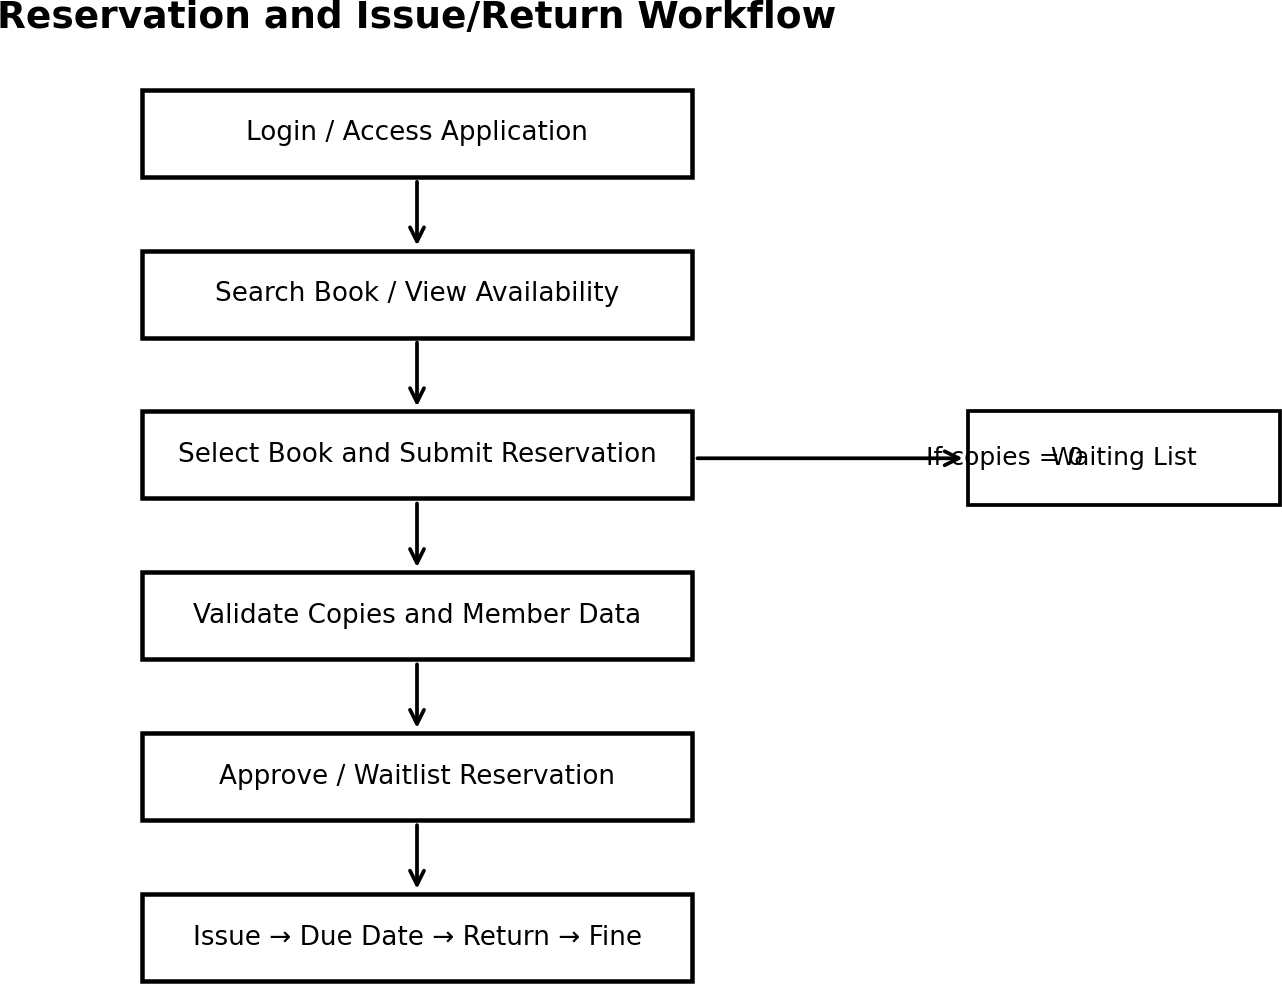 Reservation and Issue/Return Workflow
Login / Access Application
Search Book / View Availability
Select Book and Submit Reservation
If copies = 0
Waiting List
Validate Copies and Member Data
Approve / Waitlist Reservation
Issue → Due Date → Return → Fine